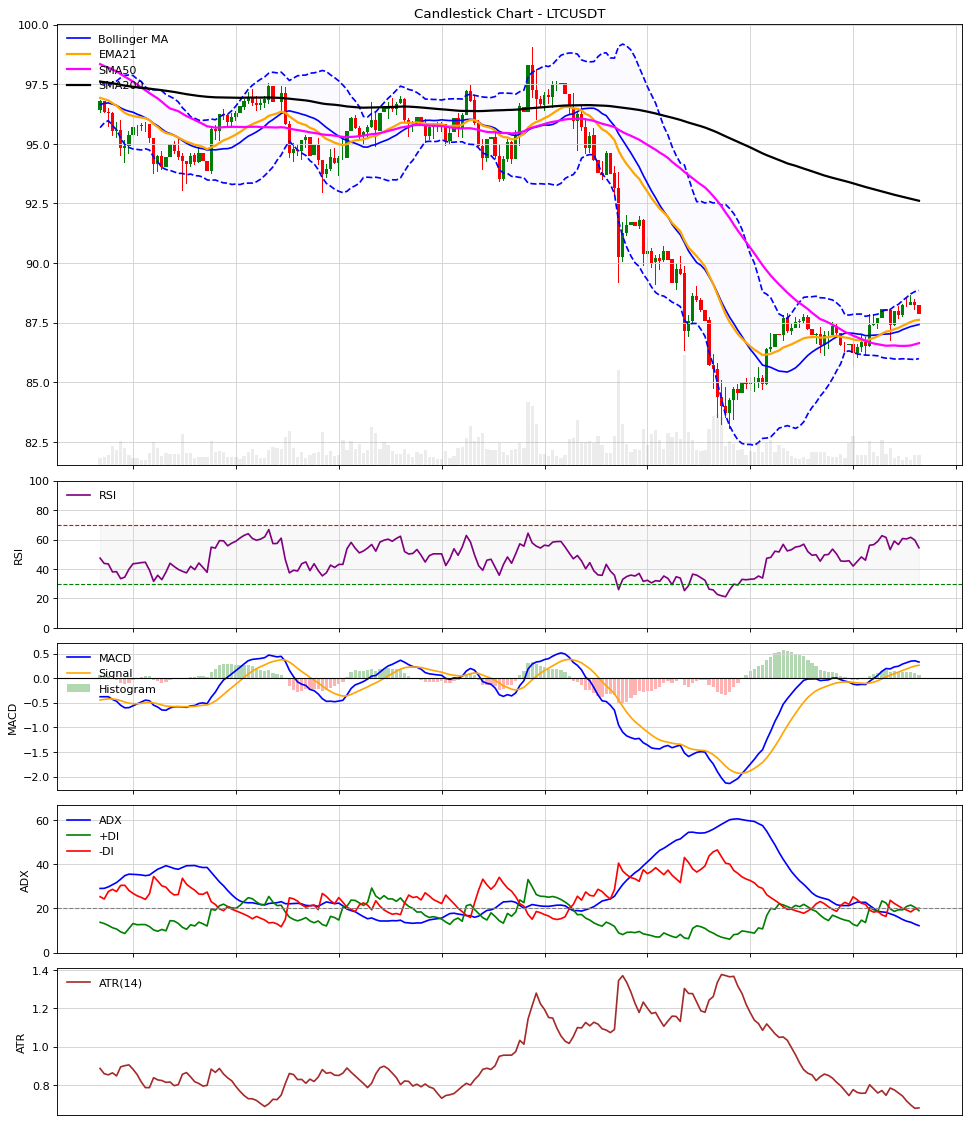 Candlestick Chart - LTCUSDT
100.0
97.5
95.0
92.5
90.0
87.5
85.0
82.5
Bollinger MA
EMA21
SMA50
SMA200
100
80
60
40
20
0
RSI
RSI
0.5
0.0
−0.5
−1.0
−1.5
−2.0
MACD
MACD
Signal
Histogram
60
40
20
0
ADX
ADX
+DI
-DI
1.4
1.2
1.0
0.8
ATR
ATR(14)